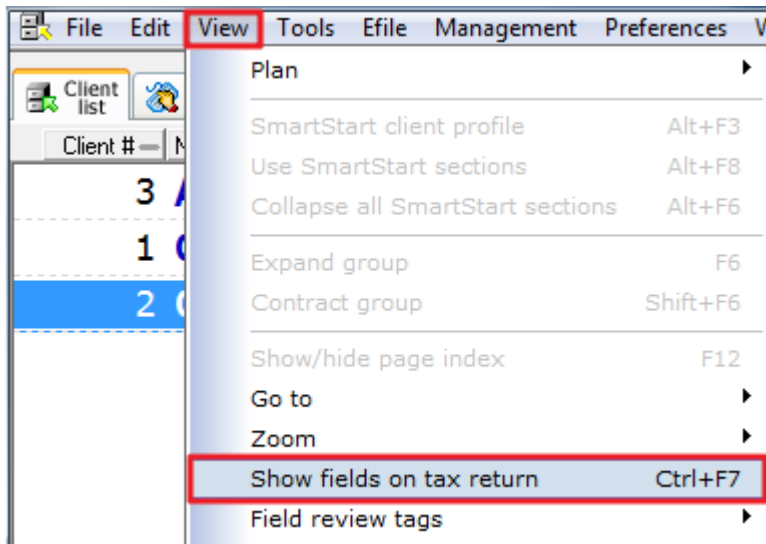 File Edit View Tools Efile Management Preferences
Client list
Client #
3
1
2
Plan
SmartStart client profile Alt+F3
Use SmartStart sections Alt+F8
Collapse all SmartStart sections Alt+F6
Expand group F6
Contract group Shift+F6
Show/hide page index F12
Go to
Zoom
Show fields on tax return Ctrl+F7
Field review tags